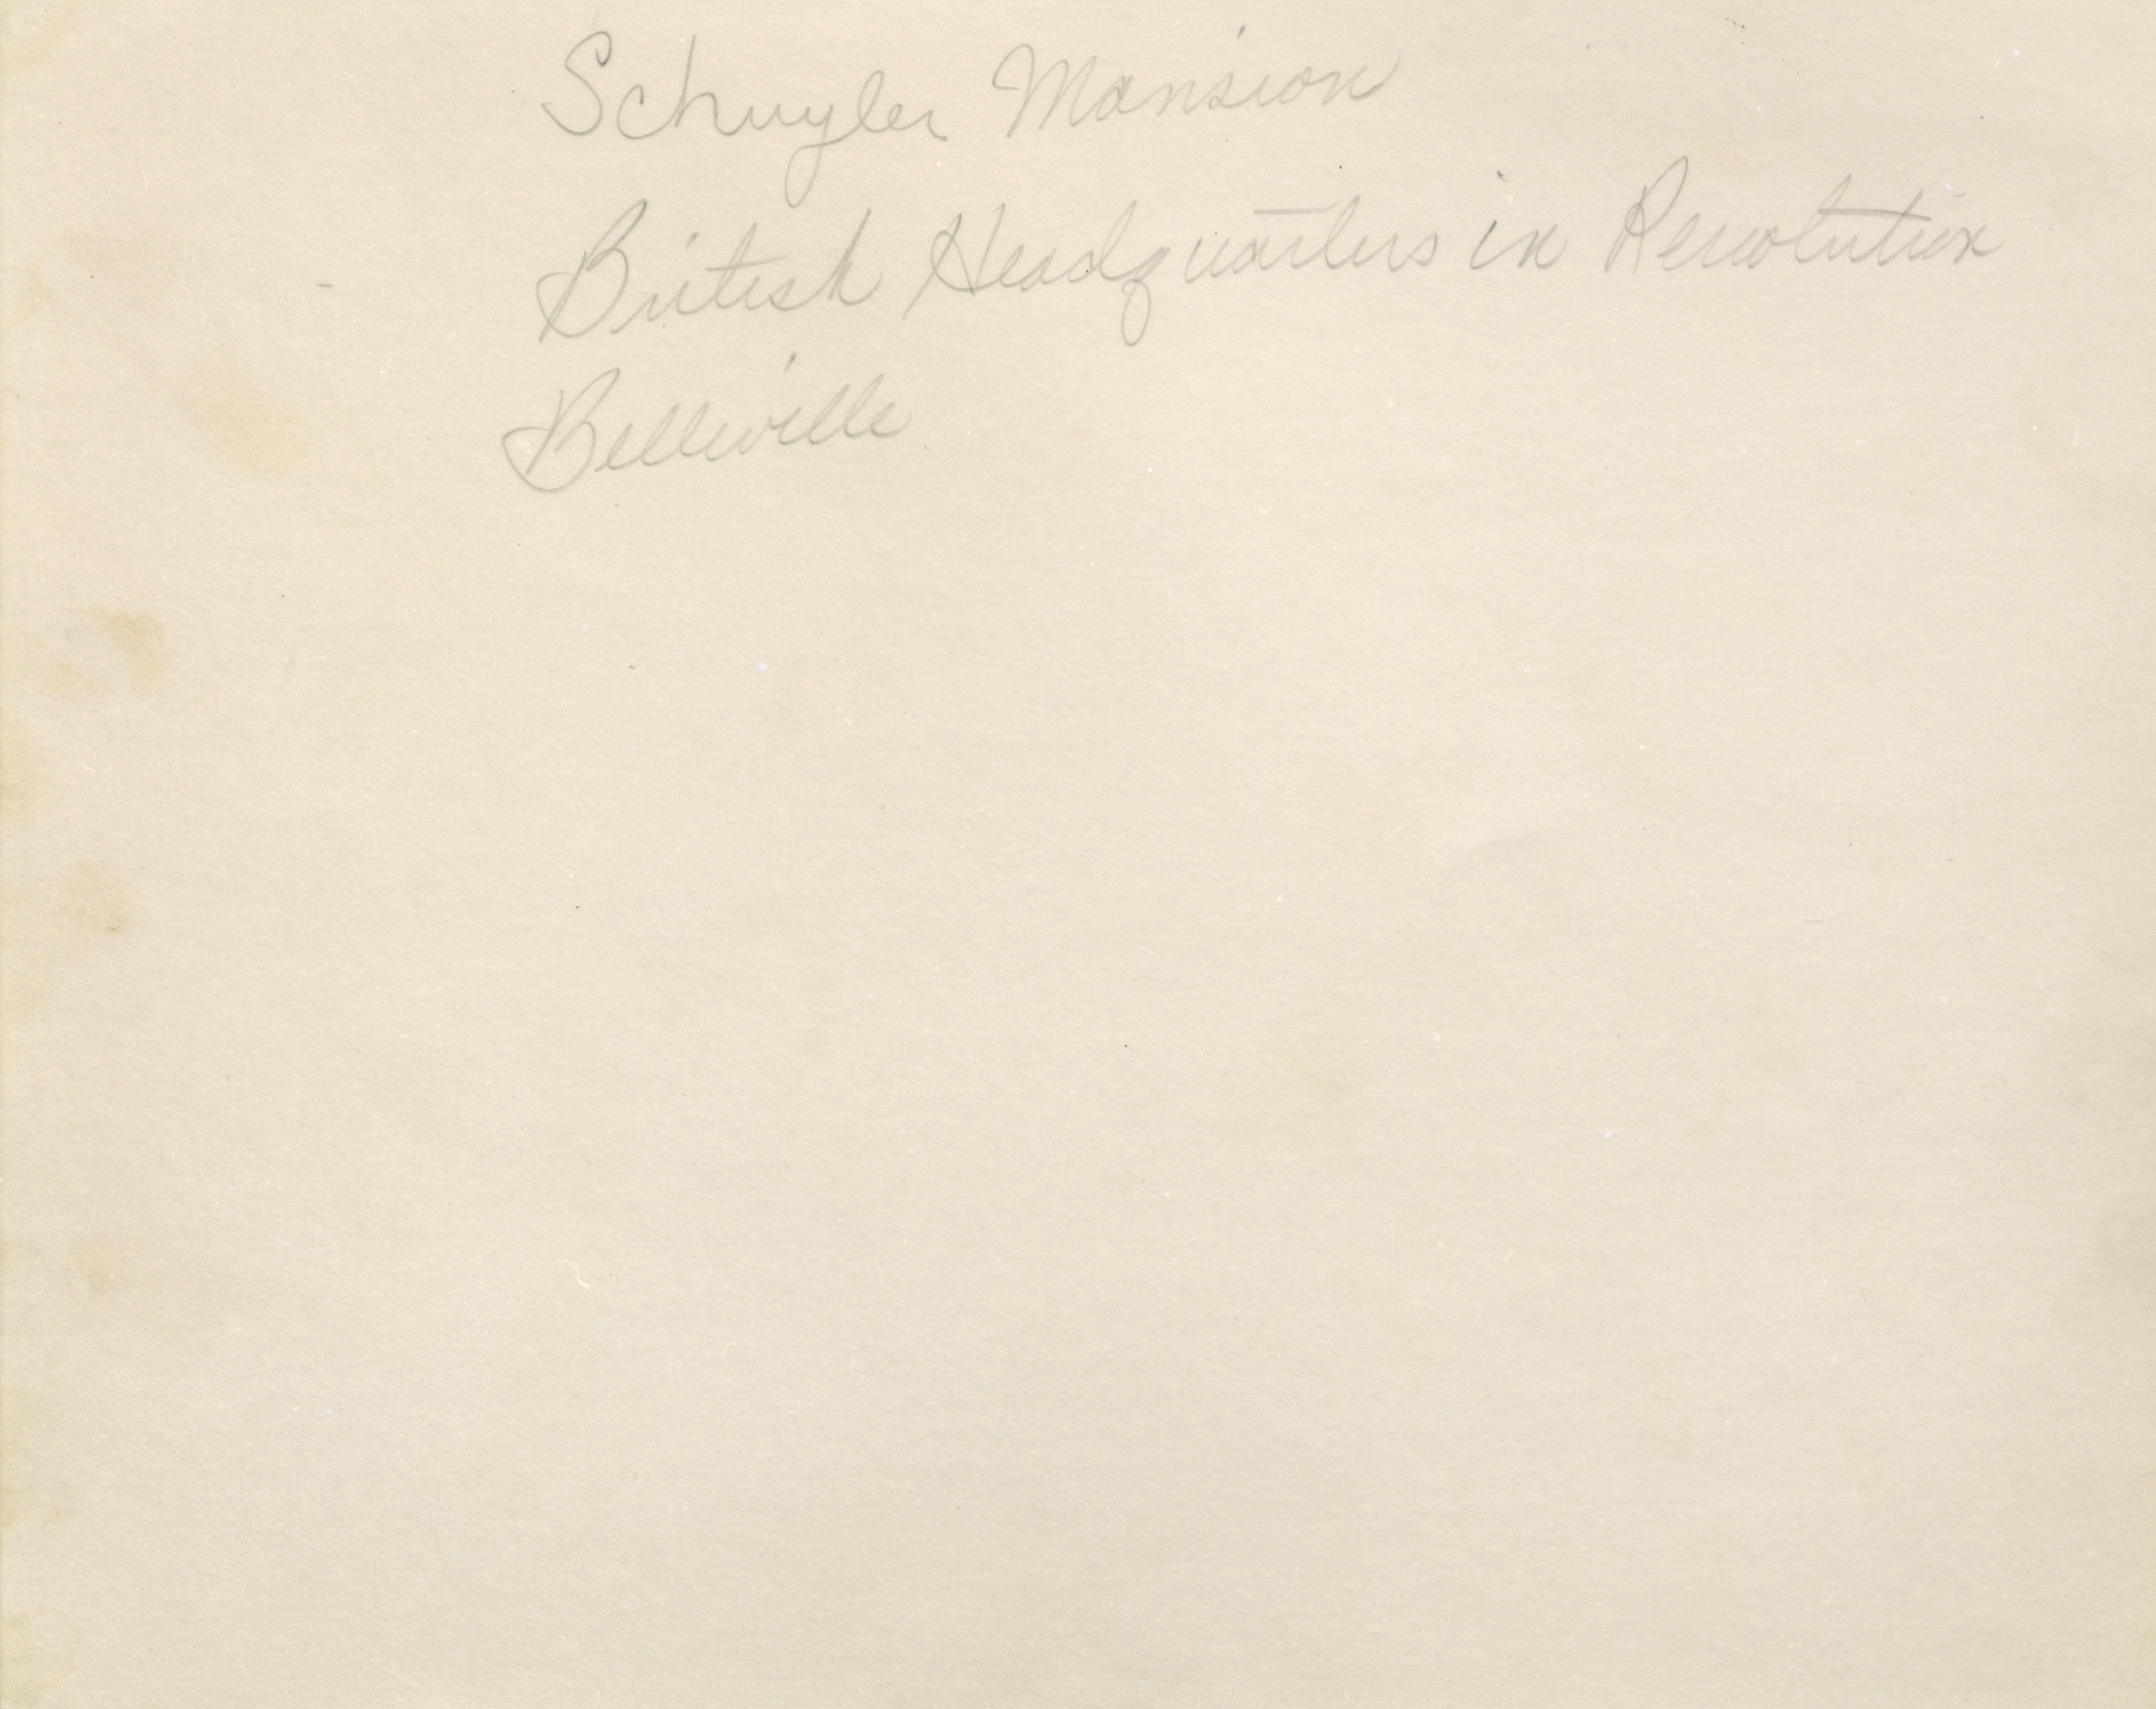 Schuyler Mansion
British Headquarters in Revolution
Belleville